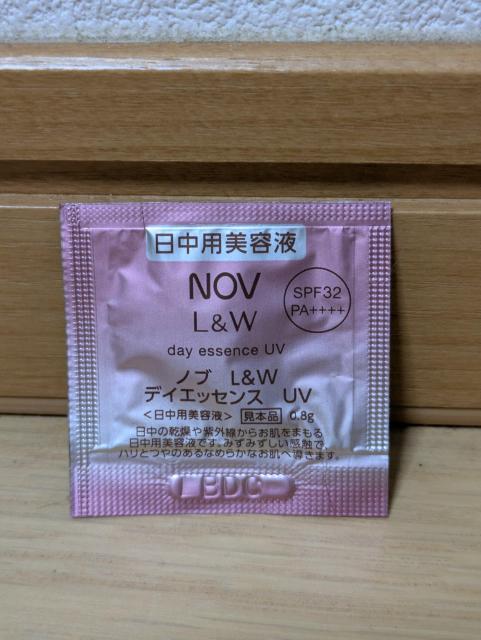 日中用美容液
NOV
L&W
SPF32
PA++++
day essence UV
ノブ L&W
デイエッセンス UV
<日中用美容液> 見本品 0.8g
日中の乾燥や紫外線からお肌をまもる
日中用美容液です。みずみずしい感触で、
ハリとつやのあるなめらかなお肌へ導きます。